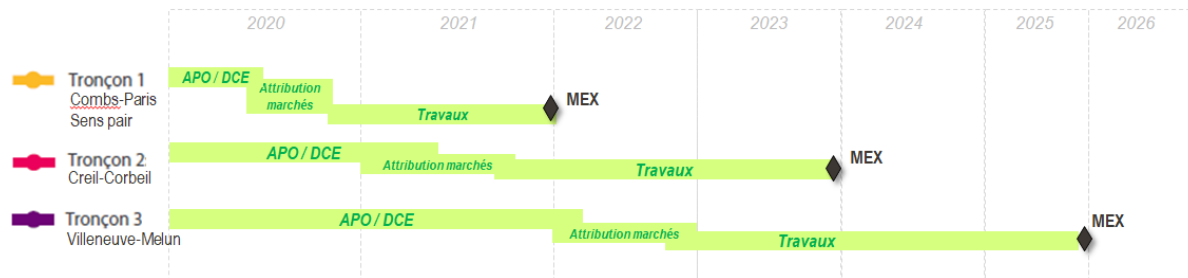 2020 2021 2022 2023 2024 2025 2026
Tronçon 1
Combs-Paris
Sens pair
APO / DCE
Attribution
marchés
Travaux
MEX
Tronçon 2:
Creil-Corbeil
APO / DCE
Attribution marchés
Travaux
MEX
Tronçon 3
Villeneuve-Melun
APO / DCE
Attribution marchés
Travaux
MEX